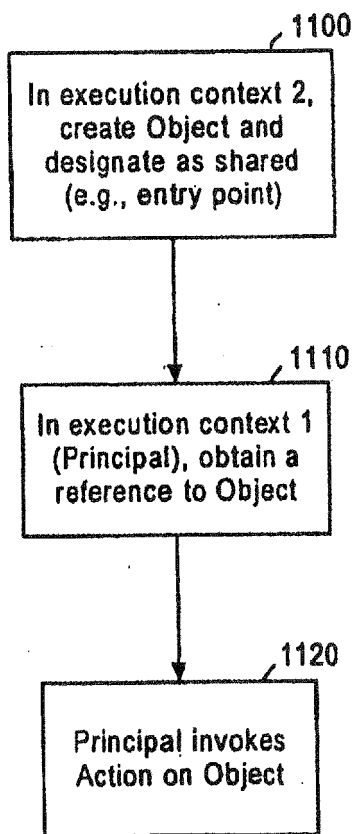 1100
In execution context 2,
create Object and
designate as shared
(e.g., entry point)
1110
In execution context 1
(Principal), obtain a
reference to Object
1120
Principal invokes
Action on Object